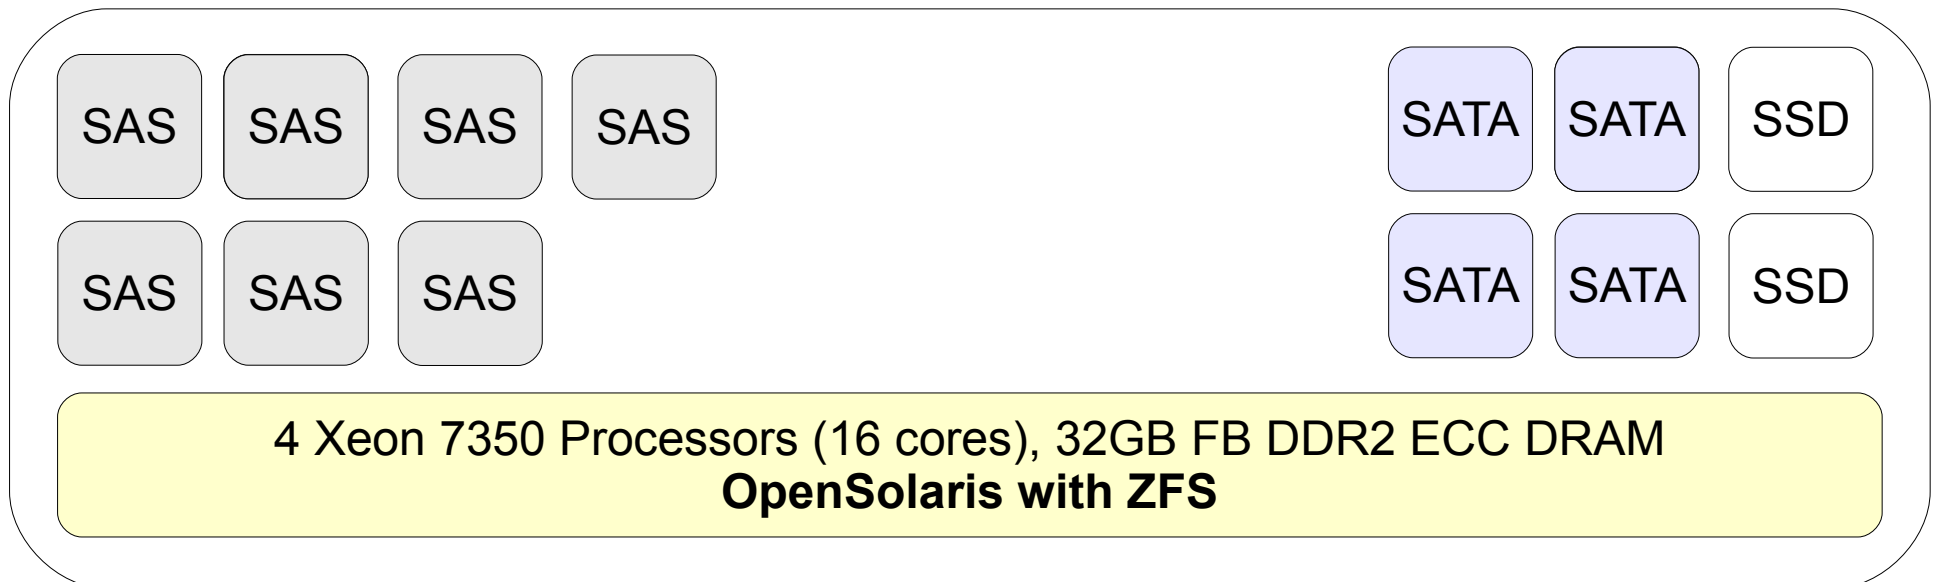 SAS SAS SAS SAS SATA SATA SSD
SAS SAS SAS SATA SATA SSD
4 Xeon 7350 Processors (16 cores), 32GB FB DDR2 ECC DRAM
OpenSolaris with ZFS